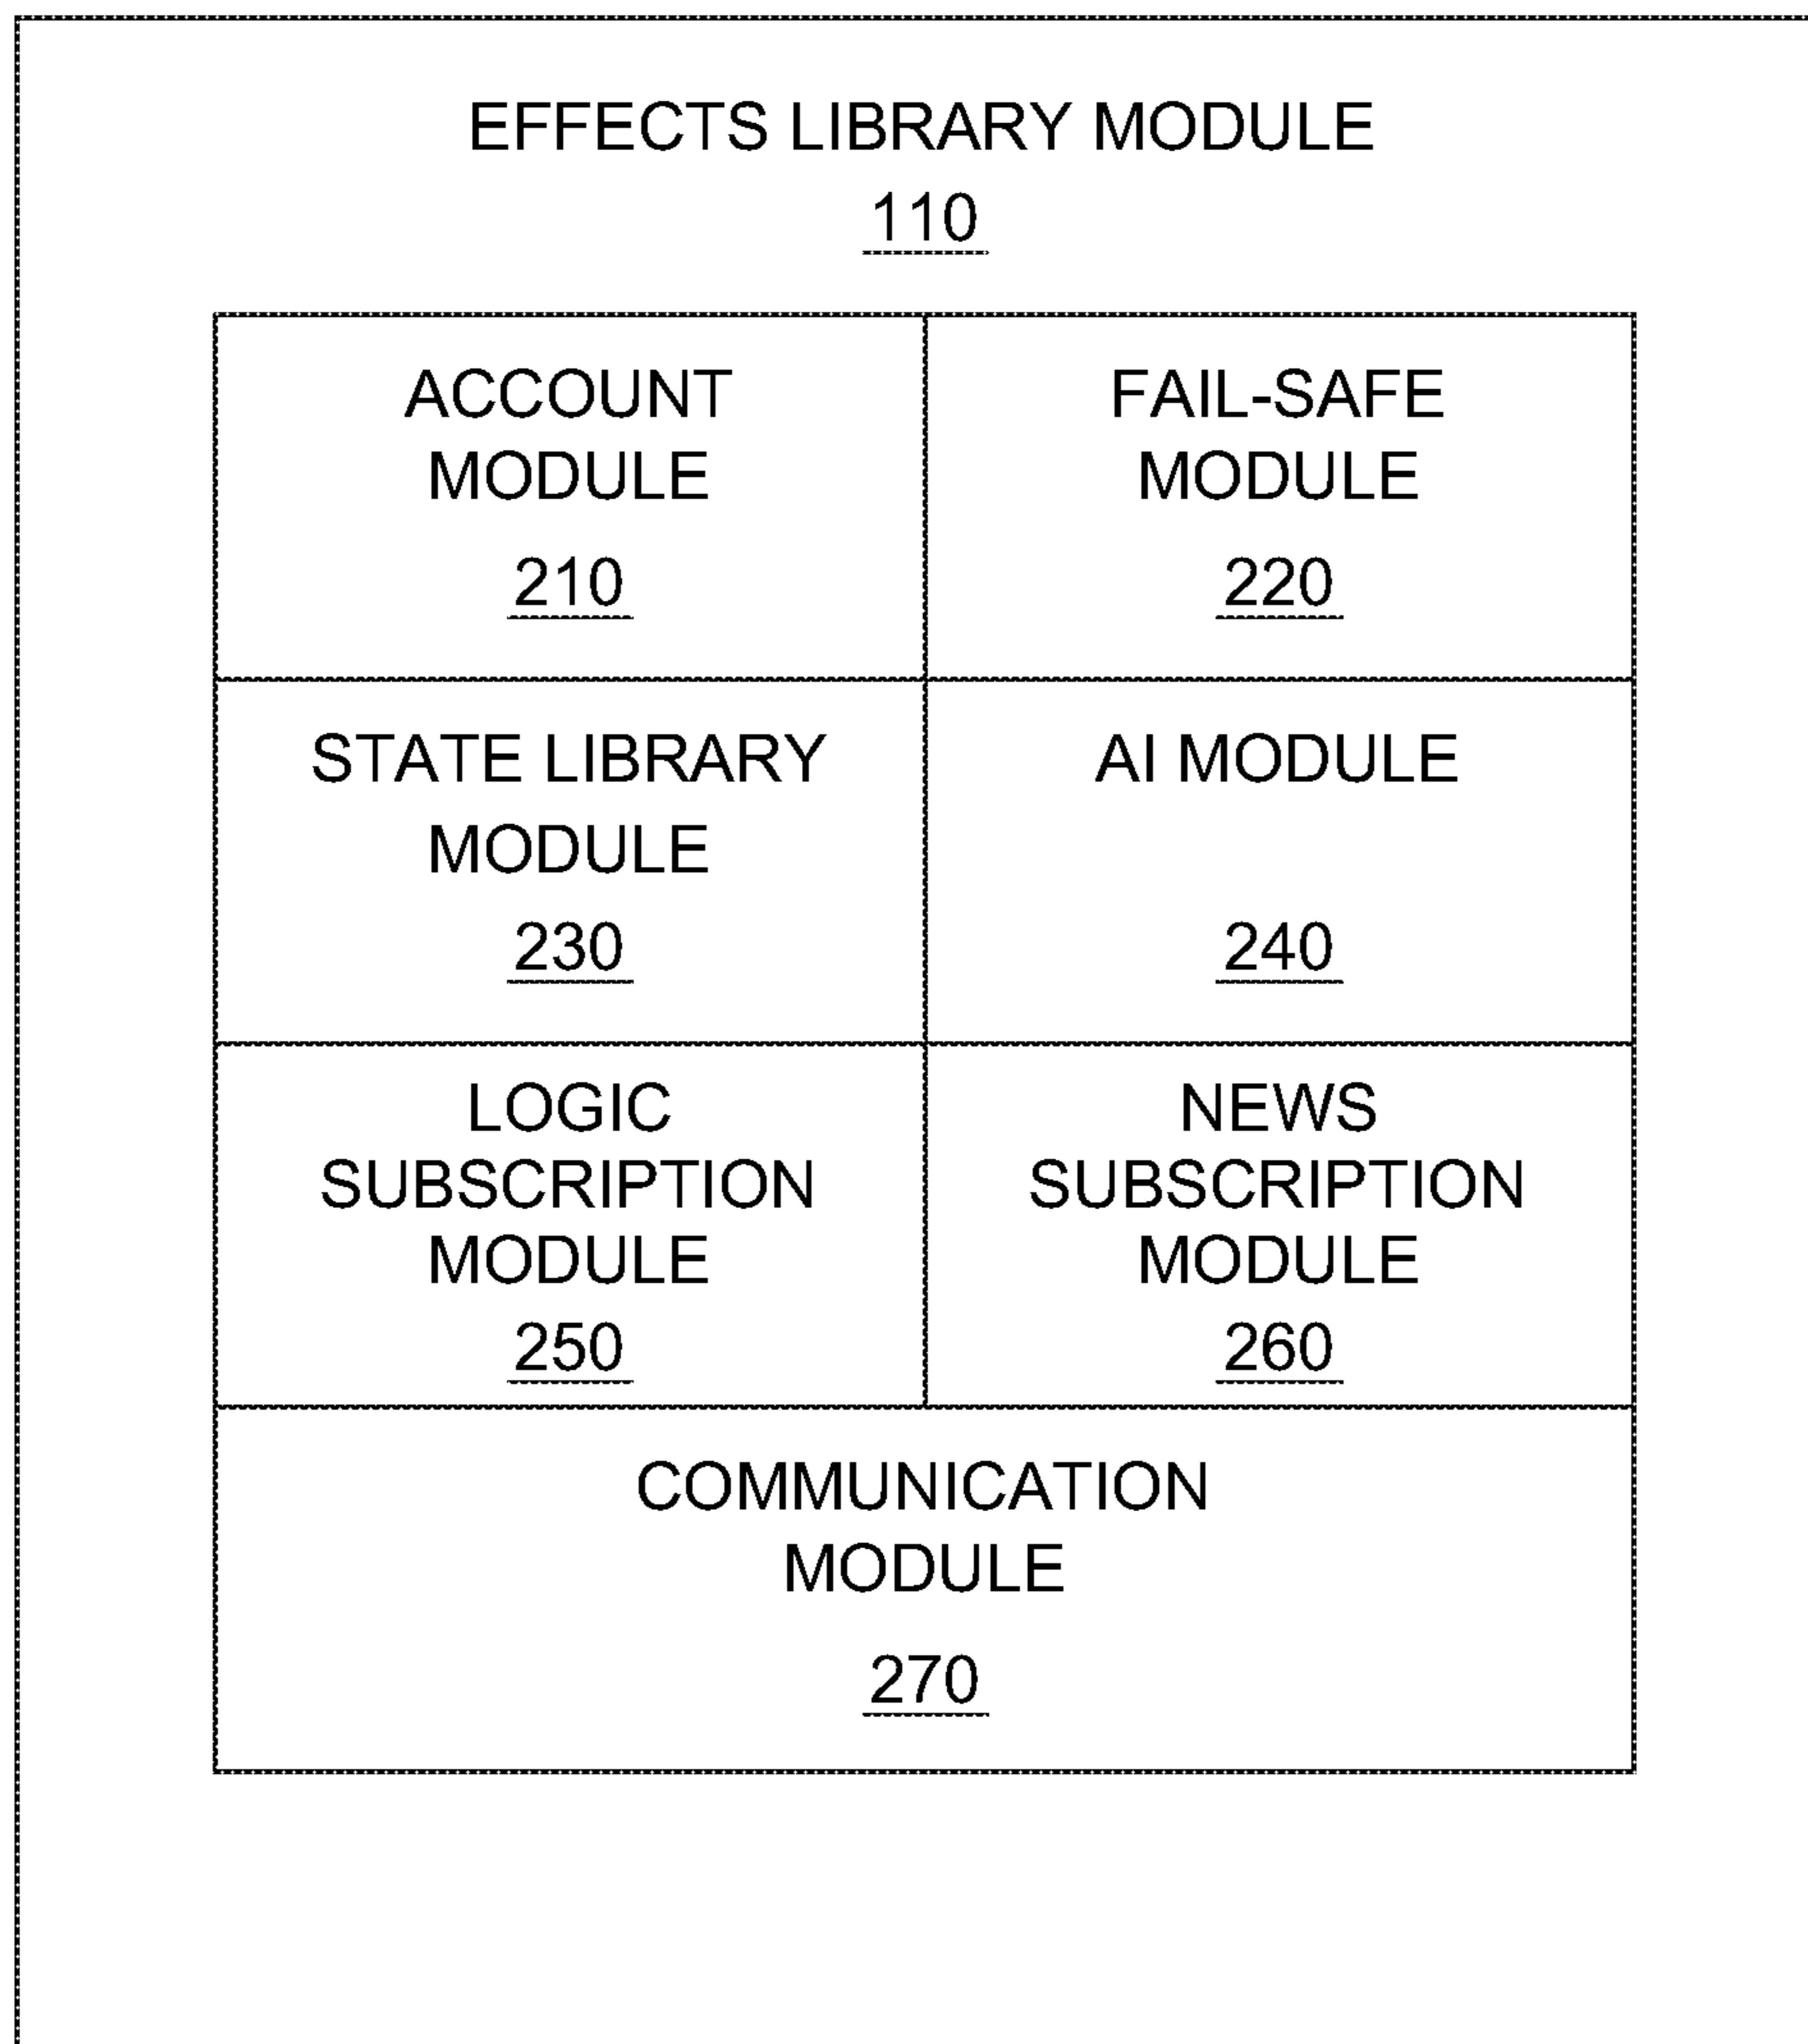 EFFECTS LIBRARY MODULE
110
ACCOUNT
MODULE
210
FAIL-SAFE
MODULE
220
STATE LIBRARY
MODULE
230
AI MODULE
240
LOGIC
SUBSCRIPTION
MODULE
250
NEWS
SUBSCRIPTION
MODULE
260
COMMUNICATION
MODULE
270